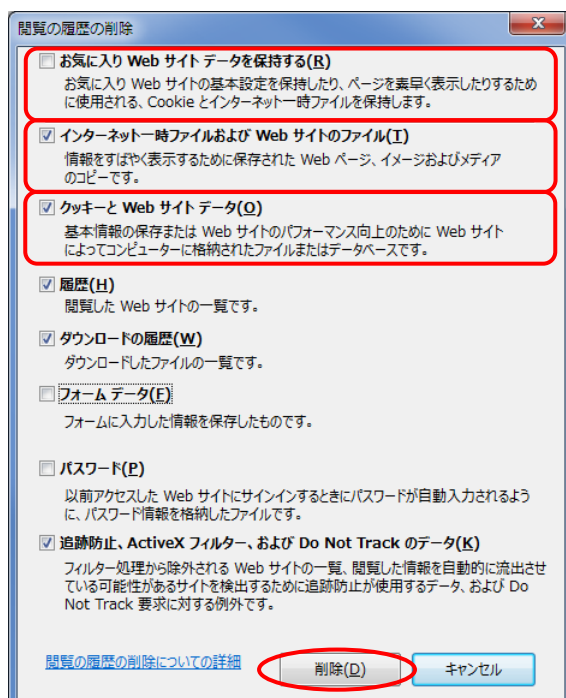 閲覧の履歴の削除
お気に入り Web サイト データを保持する(R)
お気に入り Web サイトの基本設定を保持したり、ページを素早く表示したりするため
に使用される、Cookie とインターネット一時ファイルを保持します。
インターネット一時ファイルおよび Web サイトのファイル(T)
情報をすばやく表示するために保存された Web ページ、イメージおよびメディア
のコピーです。
クッキーと Web サイト データ(O)
基本情報の保存または Web サイトのパフォーマンス向上のために Web サイト
によってコンピューターに格納されたファイルまたはデータベースです。
履歴(H)
閲覧した Web サイトの一覧です。
ダウンロードの履歴(W)
ダウンロードしたファイルの一覧です。
フォーム データ(F)
フォームに入力した情報を保存したものです。
パスワード(P)
以前アクセスした Web サイトにサインインするときにパスワードが自動入力されるよう
に、パスワード情報を格納したファイルです。
追跡防止、ActiveX フィルター、および Do Not Track のデータ(K)
フィルター処理から除外される Web サイトの一覧、閲覧した情報を自動的に流出させ
ている可能性があるサイトを検出するために追跡防止が使用するデータ、および Do
Not Track 要求に対する例外です。
閲覧の履歴の削除についての詳細
削除(D)
キャンセル